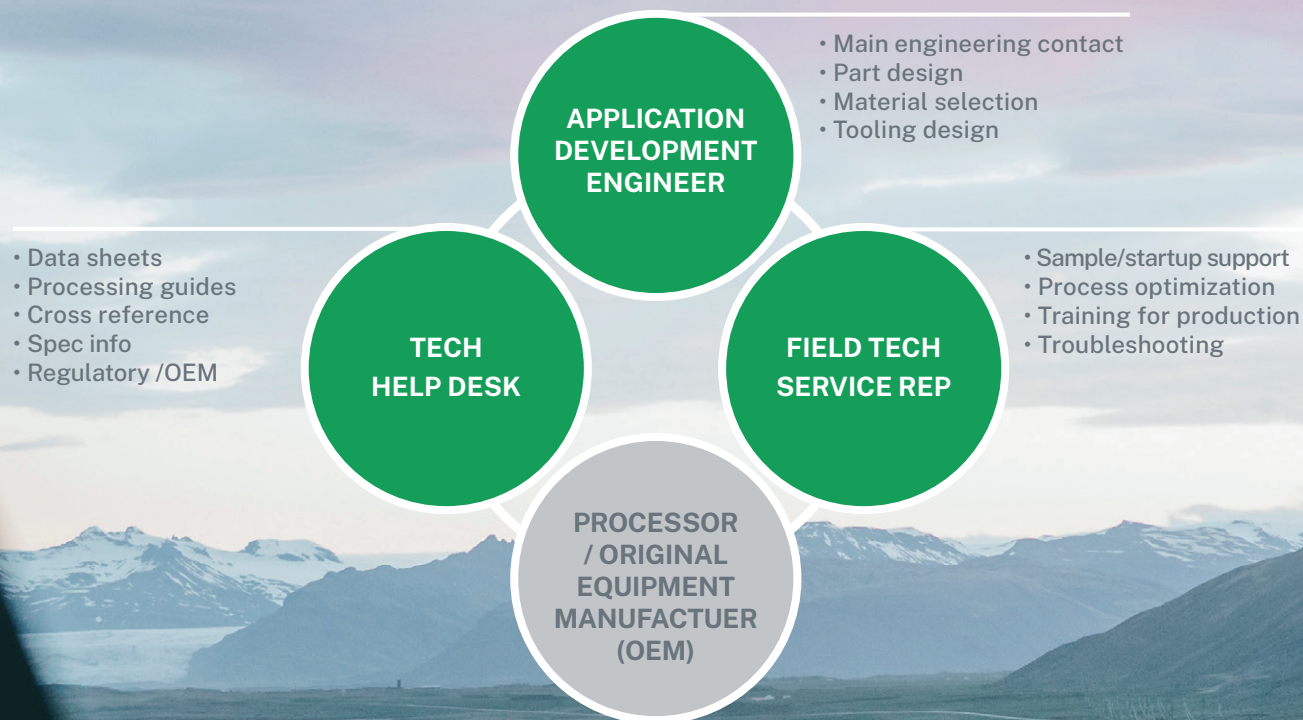 APPLICATION
DEVELOPMENT
ENGINEER
• Main engineering contact
• Part design
• Material selection
• Tooling design
• Data sheets
• Processing guides
• Cross reference
• Spec info
• Regulatory /OEM
TECH
HELP DESK
FIELD TECH
SERVICE REP
• Sample/startup support
• Process optimization
• Training for production
• Troubleshooting
PROCESSOR
/ ORIGINAL
EQUIPMENT
MANUFACTUER
(OEM)